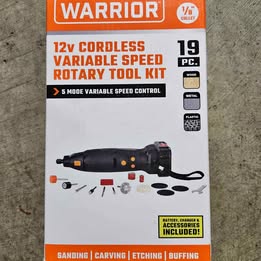 WARRIOR
1/8"
COLLET
12v CORDLESS
VARIABLE SPEED
ROTARY TOOL KIT
19
PC.
5 MODE VARIABLE SPEED CONTROL
WOOD
METAL
PLASTIC
BATTERY, CHARGER &
ACCESSORIES
INCLUDED!
SANDING | CARVING | ETCHING | BUFFING